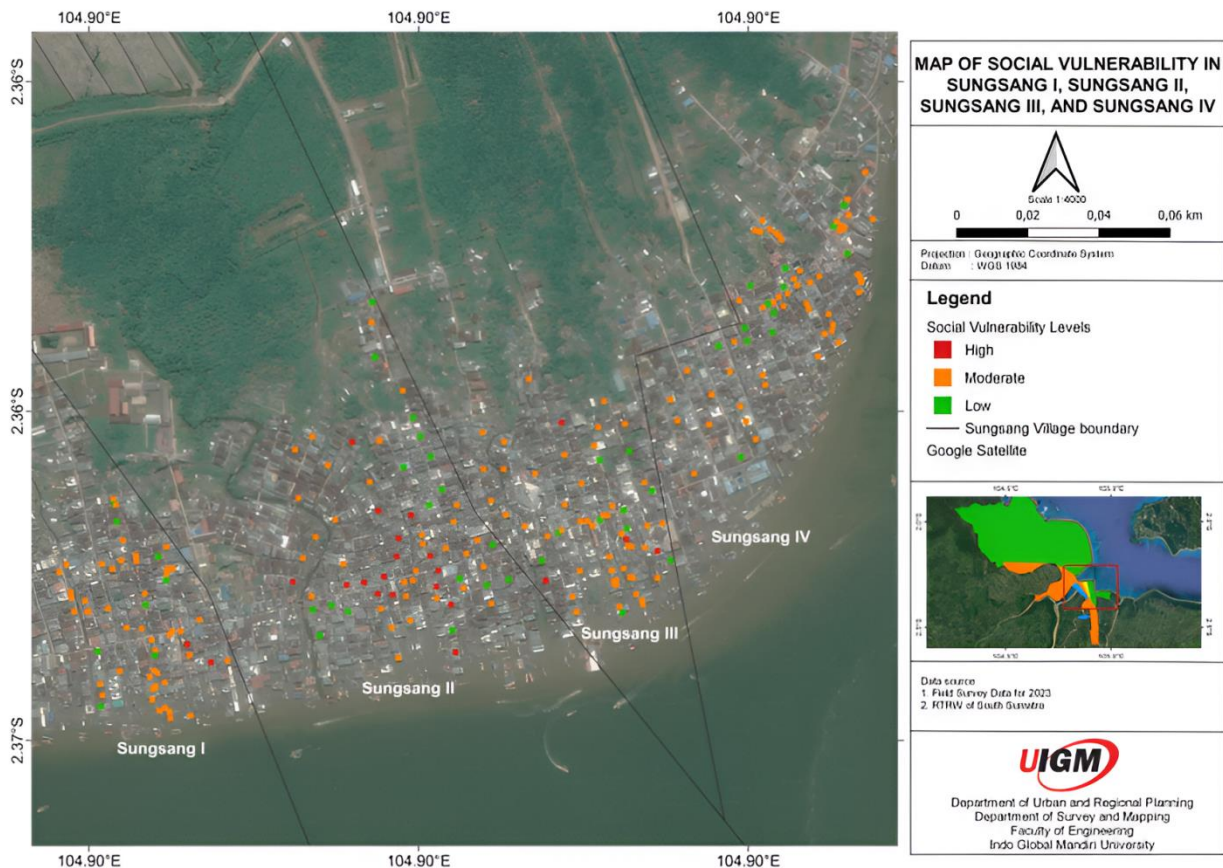 104.90°E 104.90°E 104.90°E
2.36°S
2.36°S
2.37°S
Sungsang I
Sungsang II
Sungsang III
Sungsang IV
104.90°E 104.90°E 104.90°E
MAP OF SOCIAL VULNERABILITY IN
SUNGSANG I, SUNGSANG II,
SUNGSANG III, AND SUNGSANG IV
Scala 1:4000
0 0,02 0,04 0,06 km
Projection : Geographic Coordinate System
Datum : WGS 1984
Legend
Social Vulnerability Levels
High
Moderate
Low
Sungsang Village boundary
Google Satellite
Data source
1. Field Survey Data for 2023
2. RTRW of South Sumatra
UIGM
Department of Urban and Regional Planning
Department of Survey and Mapping
Faculty of Engineering
Indo Global Mandiri University